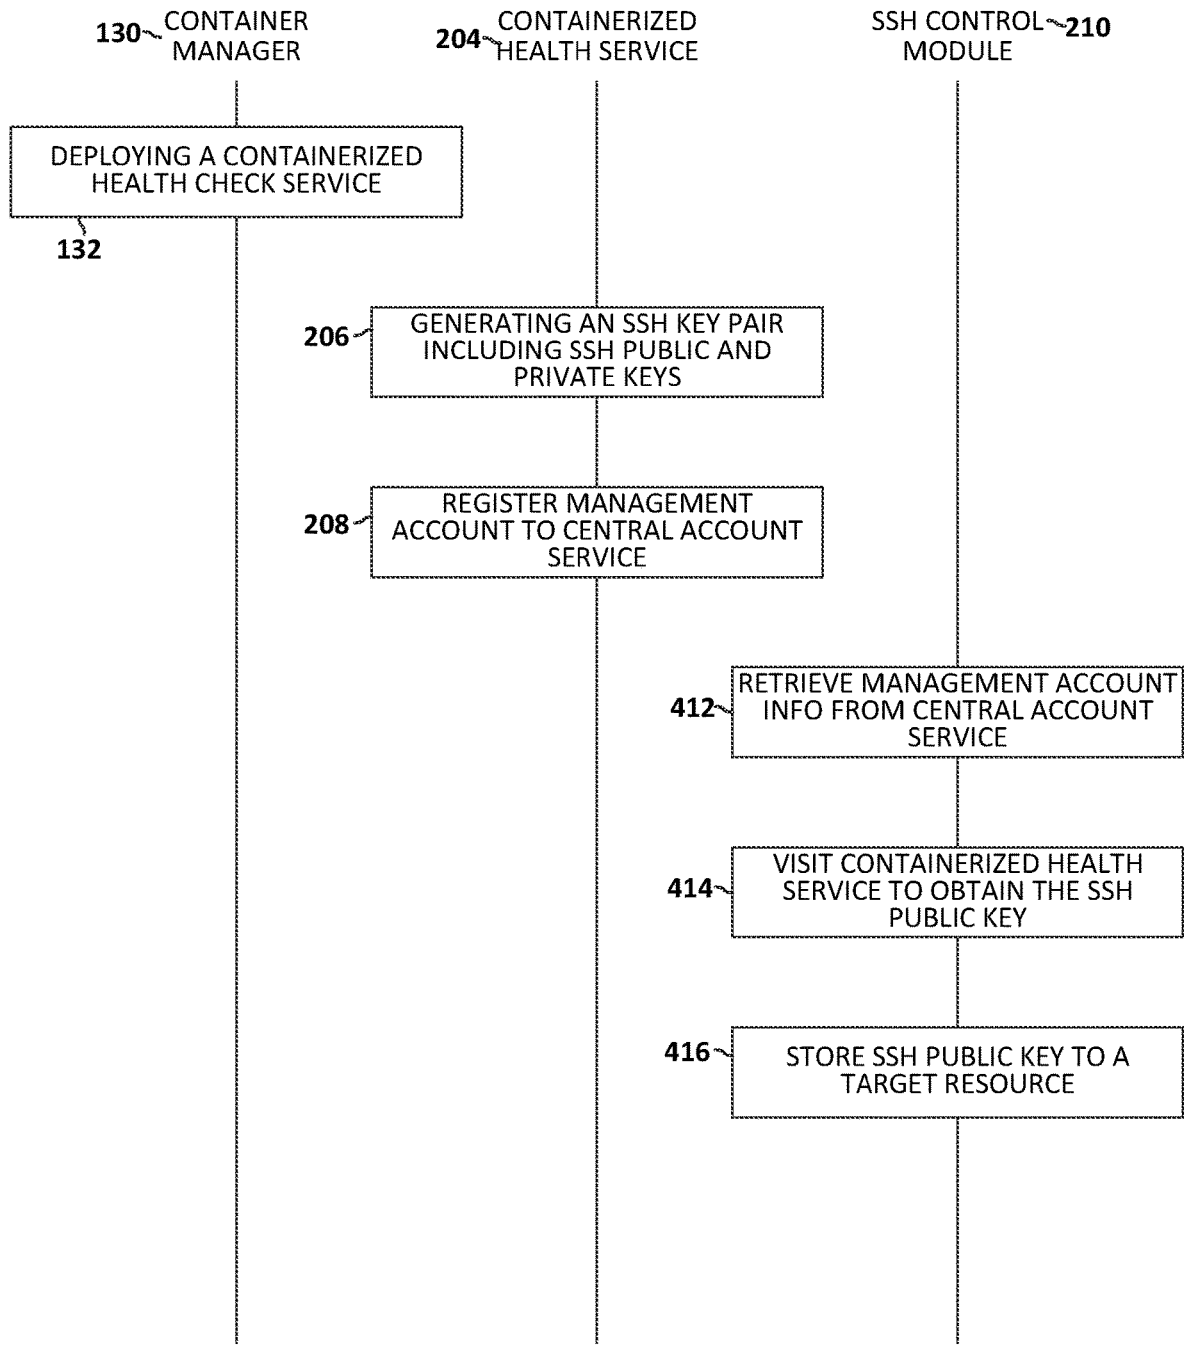 130 CONTAINER
MANAGER
204 CONTAINERIZED
HEALTH SERVICE
SSH CONTROL 210
MODULE
DEPLOYING A CONTAINERIZED
HEALTH CHECK SERVICE
132
206
GENERATING AN SSH KEY PAIR
INCLUDING SSH PUBLIC AND
PRIVATE KEYS
208
REGISTER MANAGEMENT
ACCOUNT TO CENTRAL ACCOUNT
SERVICE
412
RETRIEVE MANAGEMENT ACCOUNT
INFO FROM CENTRAL ACCOUNT
SERVICE
414
VISIT CONTAINERIZED HEALTH
SERVICE TO OBTAIN THE SSH
PUBLIC KEY
416
STORE SSH PUBLIC KEY TO A
TARGET RESOURCE